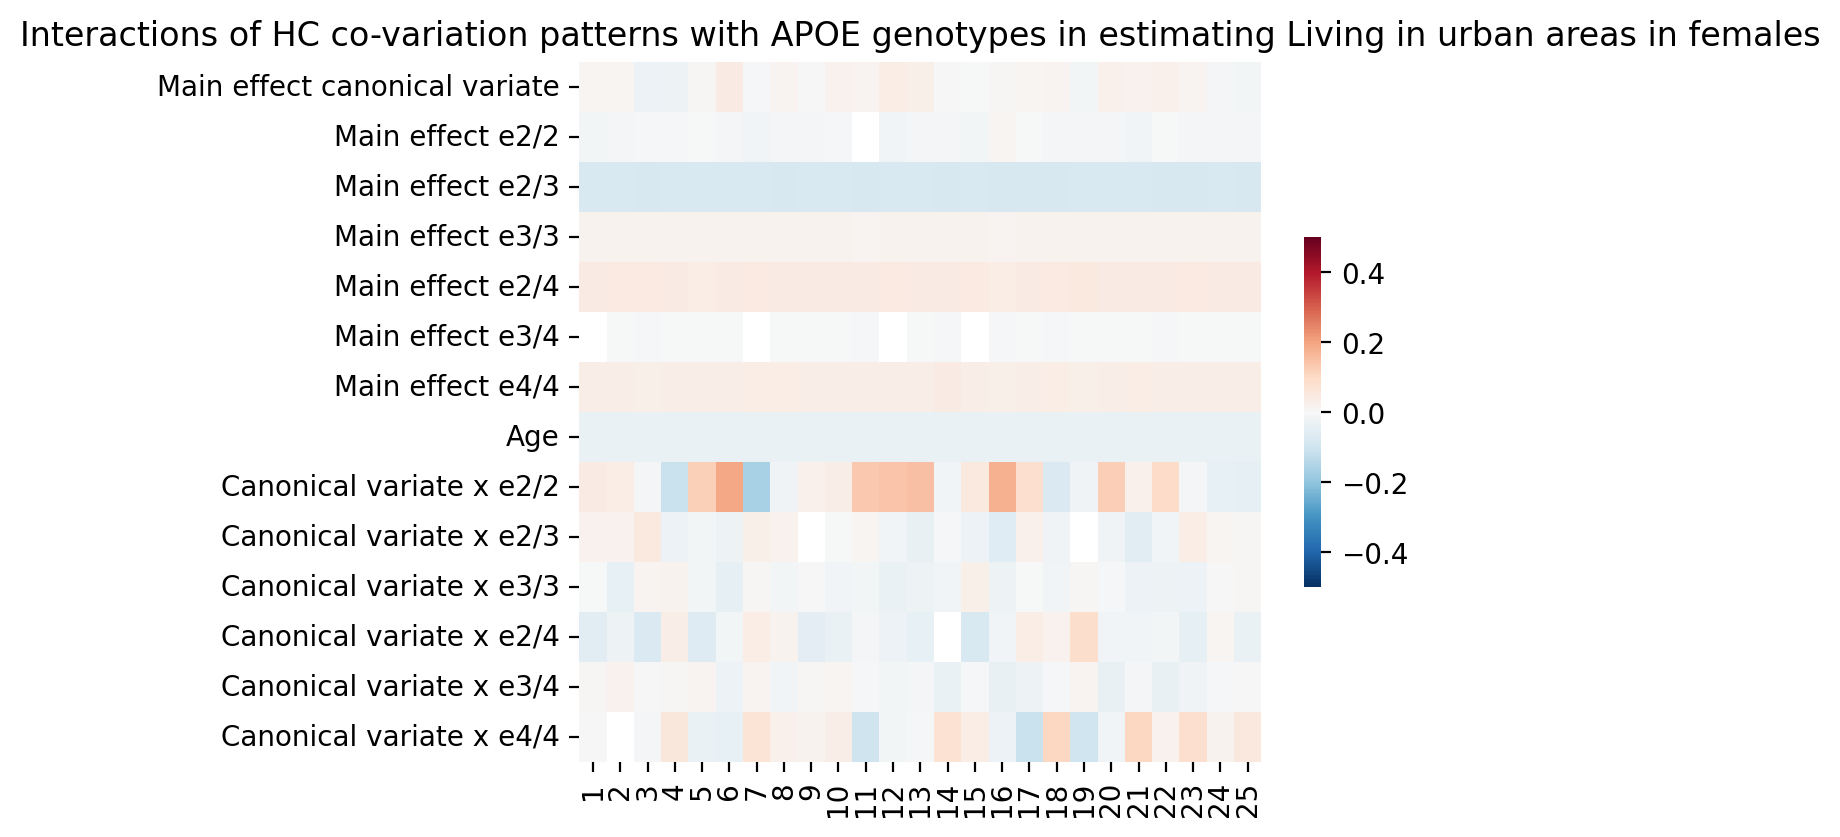 Interactions of HC co-variation patterns with APOE genotypes in estimating Living in urban areas in females
Main effect canonical variate
Main effect e2/2
Main effect e2/3
Main effect e3/3
Main effect e2/4
Main effect e3/4
Main effect e4/4
Age
Canonical variate x e2/2
Canonical variate x e2/3
Canonical variate x e3/3
Canonical variate x e2/4
Canonical variate x e3/4
Canonical variate x e4/4
1 2 3 4 5 6 7 8 9 10 11 12 13 14 15 16 17 18 19 20 21 22 23 24 25
0.4
0.2
0.0
−0.2
−0.4